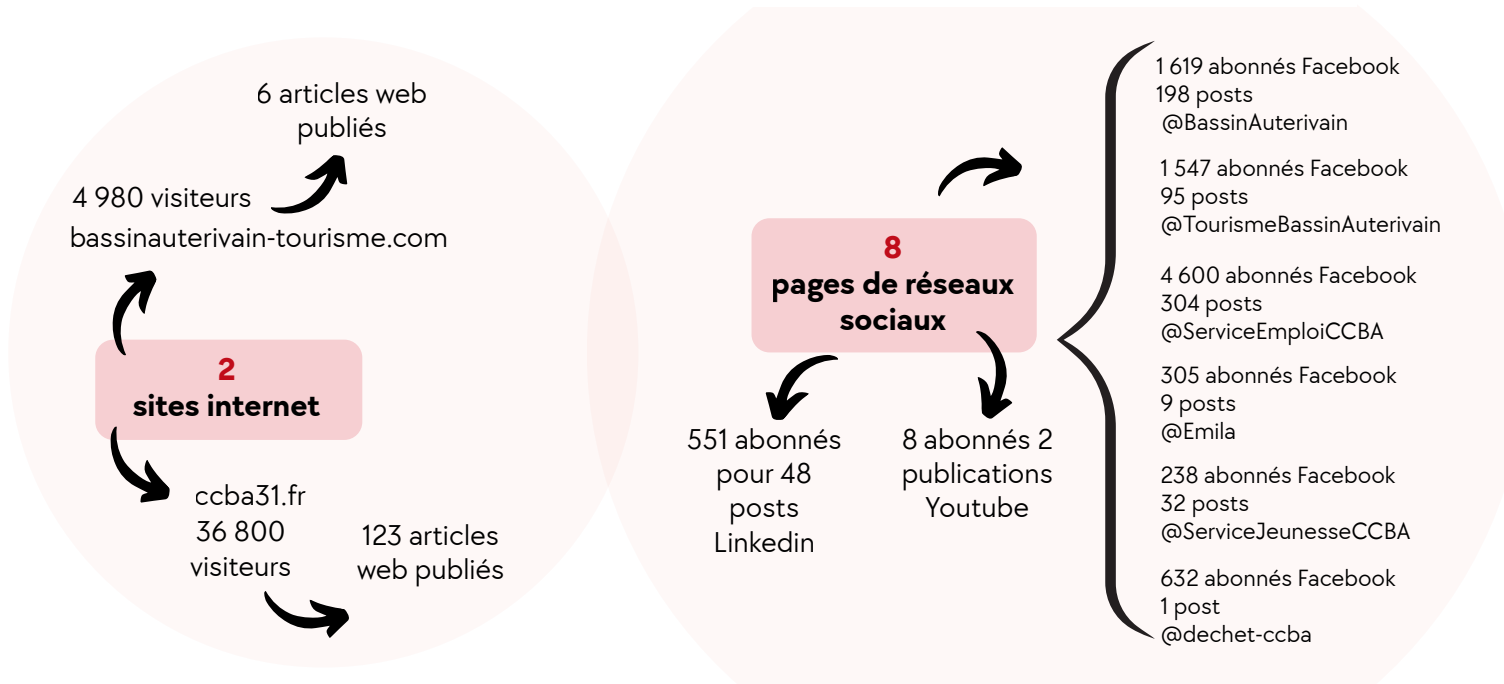 6 articles web
publiés
4 980 visiteurs
bassinauterivain-tourisme.com
2
sites internet
ccba31.fr
36 800
visiteurs
123 articles
web publiés
8
pages de réseaux
sociaux
551 abonnés
pour 48
posts
Linkedin
8 abonnés 2
publications
Youtube
1 619 abonnés Facebook
198 posts
@BassinAuterivain
1 547 abonnés Facebook
95 posts
@TourismeBassinAuterivain
4 600 abonnés Facebook
304 posts
@ServiceEmploiCCBA
305 abonnés Facebook
9 posts
@Emila
238 abonnés Facebook
32 posts
@ServiceJeunesseCCBA
632 abonnés Facebook
1 post
@dechet-ccba